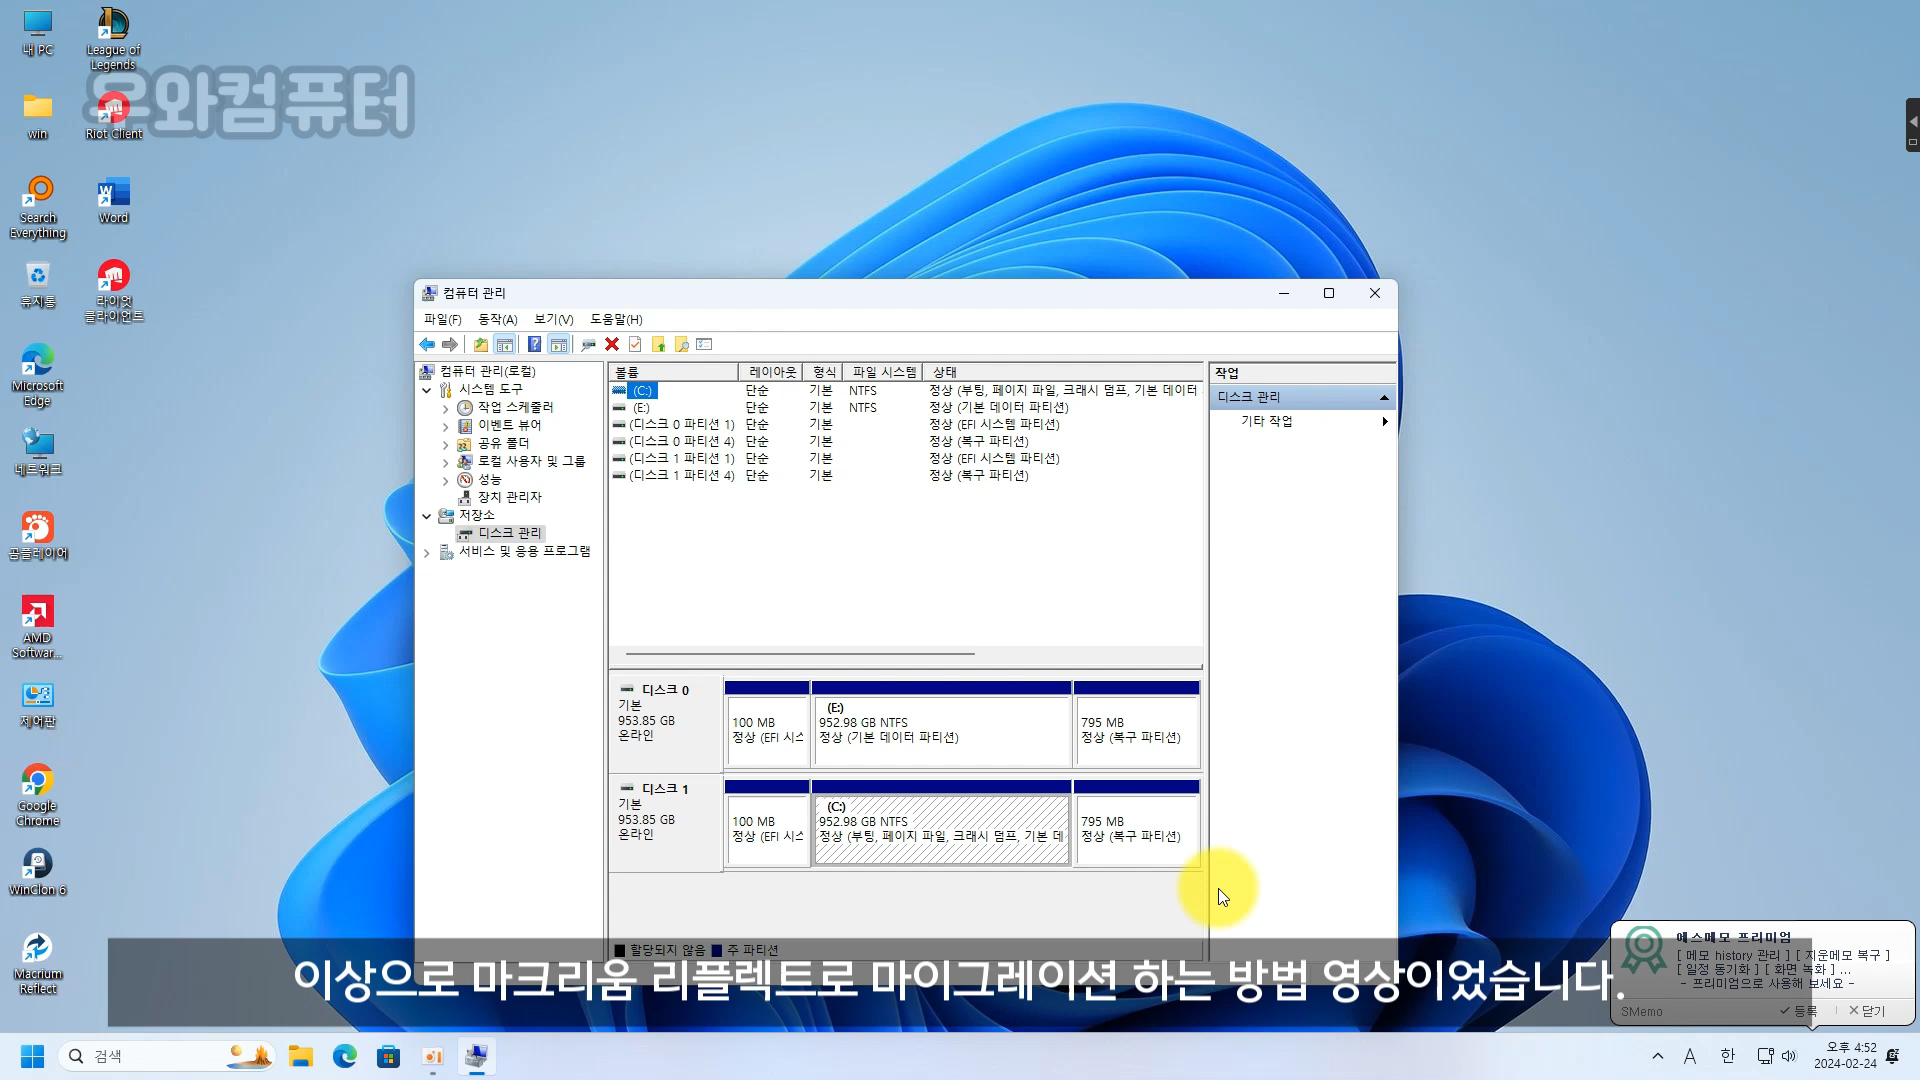 내 PC
League of
Legends
우와컴퓨터
win
Riot Client
Search
Everything
Word
휴지통
라이엇
클라이언트
Microsoft
Edge
네트워크
곰플레이어
AMD
Softwar...
제어판
Google
Chrome
WinClon 6
Macrium
Reflect
컴퓨터 관리
파일(F) 동작(A) 보기(V) 도움말(H)
컴퓨터 관리(로컬)
시스템 도구
작업 스케줄러
이벤트 뷰어
공유 폴더
로컬 사용자 및 그룹
성능
장치 관리자
저장소
디스크 관리
서비스 및 응용 프로그램
볼륨 레이아웃 형식 파일 시스템 상태
(C:) 단순 기본 NTFS 정상 (부팅, 페이지 파일, 크래시 덤프, 기본 데이터
(E:) 단순 기본 NTFS 정상 (기본 데이터 파티션)
(디스크 0 파티션 1) 단순 기본 정상 (EFI 시스템 파티션)
(디스크 0 파티션 4) 단순 기본 정상 (복구 파티션)
(디스크 1 파티션 1) 단순 기본 정상 (EFI 시스템 파티션)
(디스크 1 파티션 4) 단순 기본 정상 (복구 파티션)
작업
디스크 관리
기타 작업
디스크 0
기본
953.85 GB
온라인
100 MB
정상 (EFI 시스
(E:)
952.98 GB NTFS
정상 (기본 데이터 파티션)
795 MB
정상 (복구 파티션)
디스크 1
기본
953.85 GB
온라인
100 MB
정상 (EFI 시스
(C:)
952.98 GB NTFS
정상 (부팅, 페이지 파일, 크래시 덤프, 기본 데
795 MB
정상 (복구 파티션)
할당되지 않음 주 파티션
이상으로 마크리움 리플렉트로 마이그레이션 하는 방법 영상이었습니다.
에스메모 프리미엄
[ 메모 history 관리 ] [ 지운메모 복구 ]
[ 일정 동기화 ] [ 화면 녹화 ] ...
- 프리미엄으로 사용해 보세요 -
SMemo 등록 닫기
검색
A 한
오후 4:52
2024-02-24